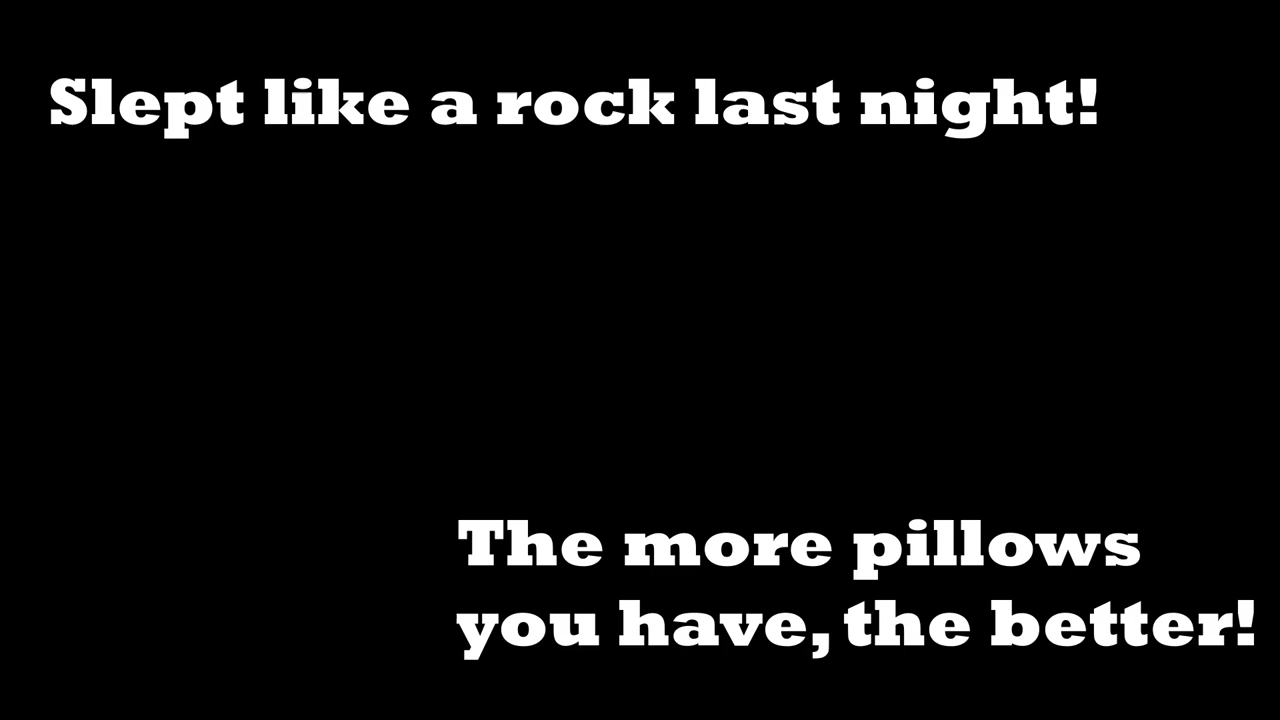 Slept like a rock last night!
The more pillows
you have, the better!